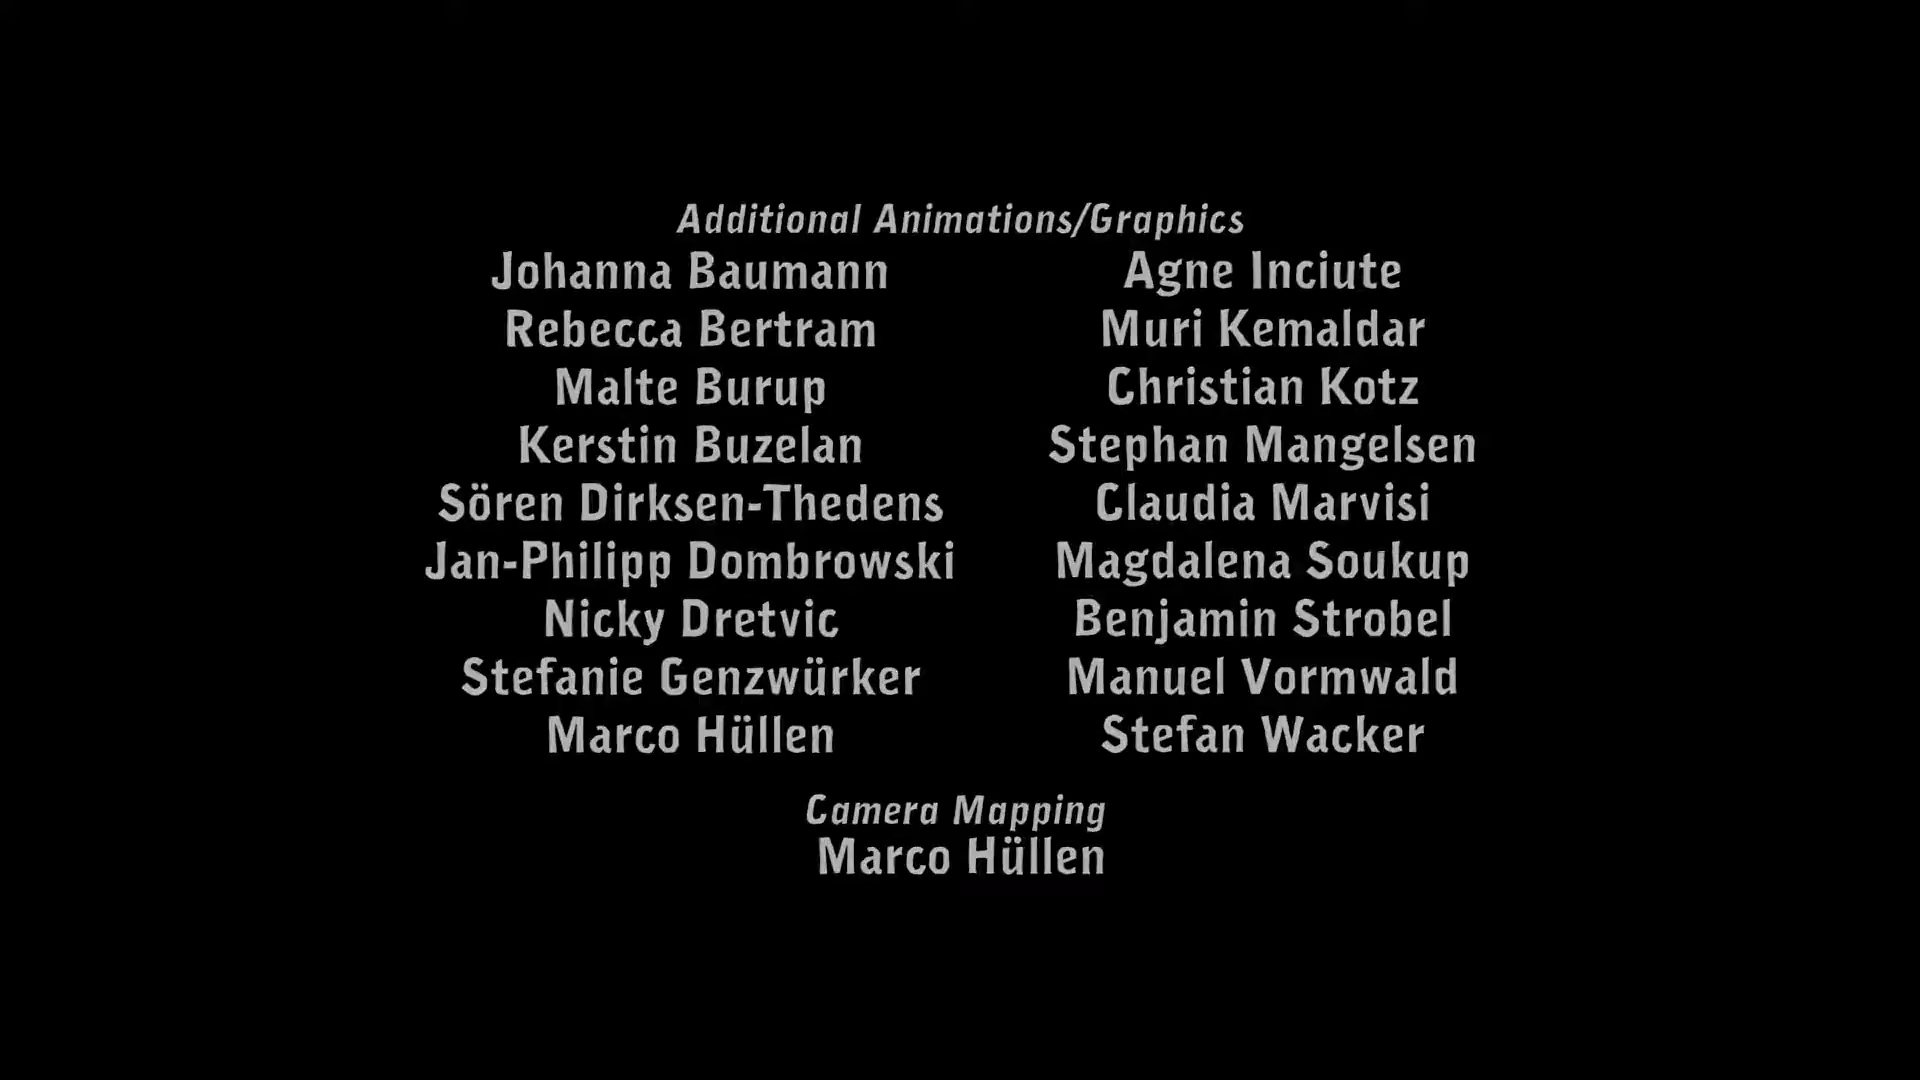 Additional Animations/Graphics
Johanna Baumann
Rebecca Bertram
Malte Burup
Kerstin Buzelan
Sören Dirksen-Thedens
Jan-Philipp Dombrowski
Nicky Dretvic
Stefanie Genzwürker
Marco Hüllen
Agne Inciute
Muri Kemaldar
Christian Kotz
Stephan Mangelsen
Claudia Marvisi
Magdalena Soukup
Benjamin Strobel
Manuel Vormwald
Stefan Wacker
Camera Mapping
Marco Hüllen